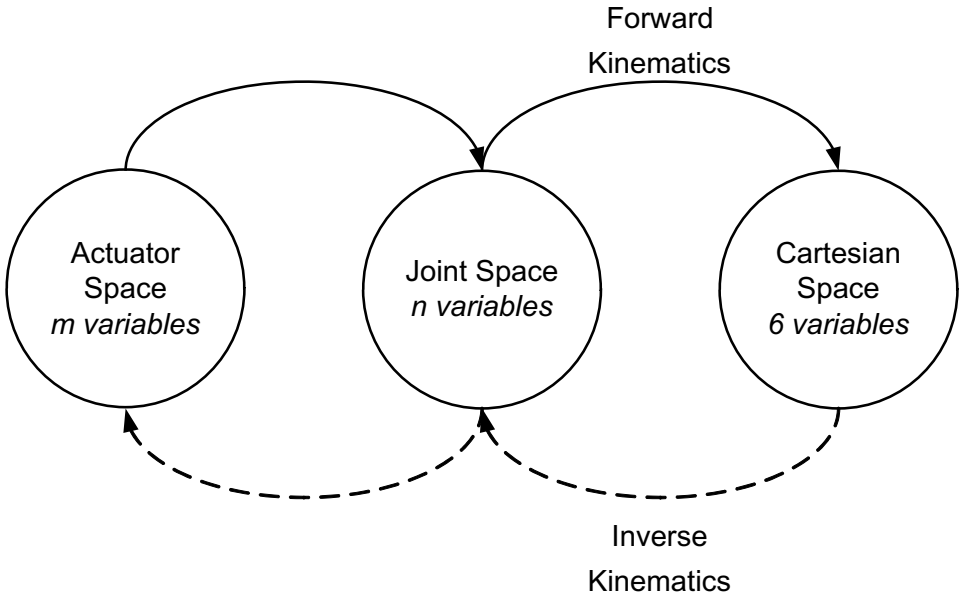 Forward
Kinematics
Actuator
Space
m variables
Joint Space
n variables
Cartesian
Space
6 variables
Inverse
Kinematics